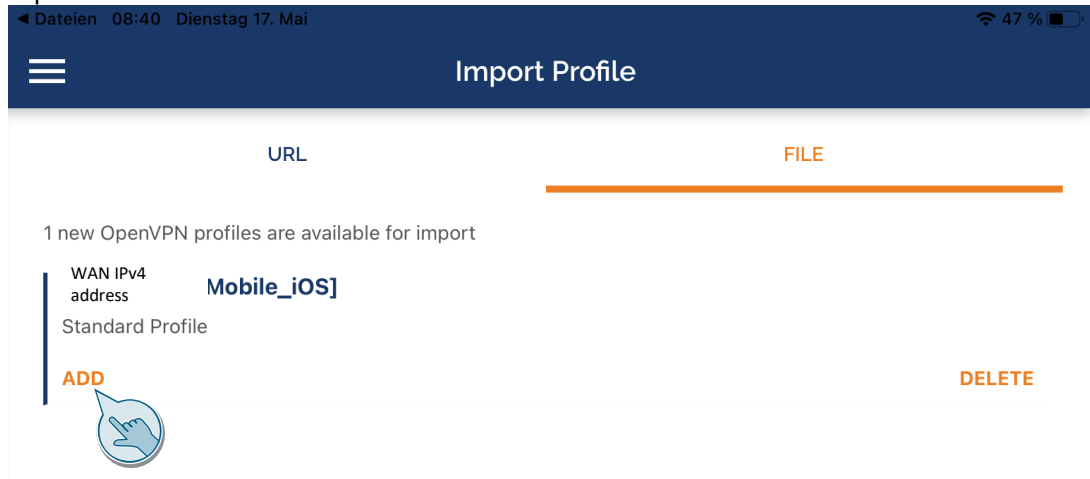 ◀ Dateien 08:40 Dienstag 17. Mai 47 %
Import Profile
URL FILE
1 new OpenVPN profiles are available for import
WAN IPv4
address Mobile_iOS]
Standard Profile
ADD DELETE